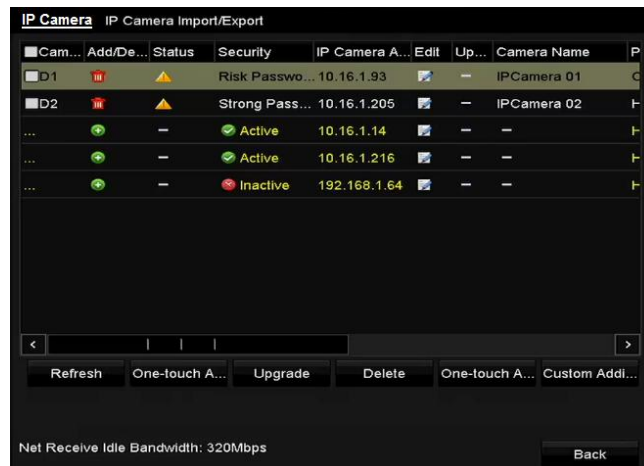 IP Camera IP Camera Import/Export
Cam... Add/De... Status Security IP Camera A... Edit Up... Camera Name P
D1 Risk Passwo... 10.16.1.93 – IPCamera 01
D2 Strong Pass... 10.16.1.205 – IPCamera 02
... – Active 10.16.1.14 – –
... – Active 10.16.1.216 – –
... – Inactive 192.168.1.64 – –
Refresh One-touch A... Upgrade Delete One-touch A... Custom Addi...
Net Receive Idle Bandwidth: 320Mbps
Back